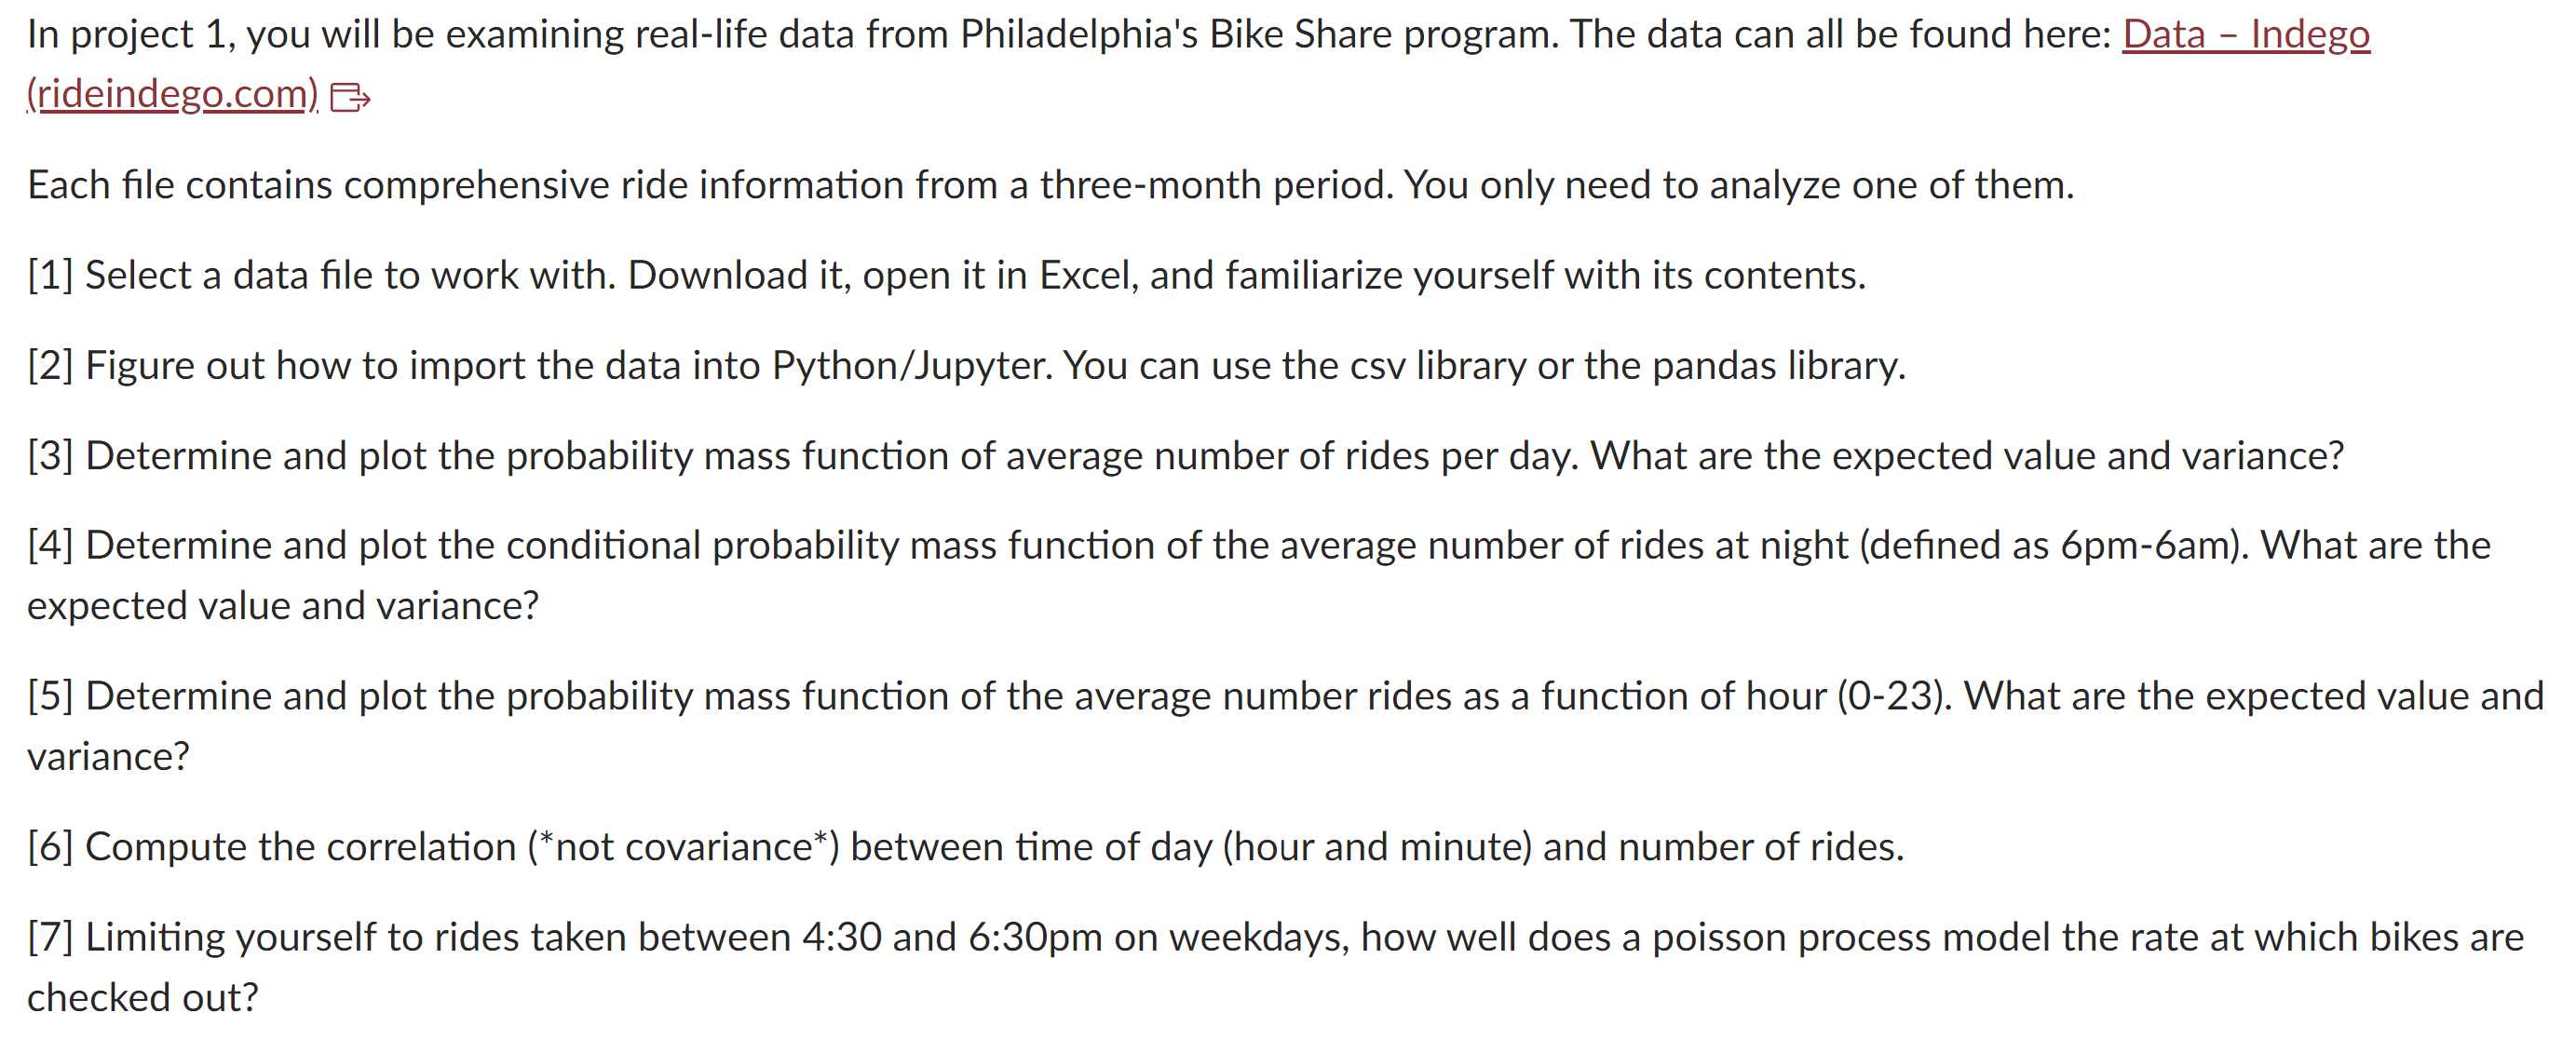 In project 1, you will be examining real-life data from Philadelphia's Bike Share program. The data can all be found here: Data – Indego
(rideindego.com)
Each file contains comprehensive ride information from a three-month period. You only need to analyze one of them.
[1] Select a data file to work with. Download it, open it in Excel, and familiarize yourself with its contents.
[2] Figure out how to import the data into Python/Jupyter. You can use the csv library or the pandas library.
[3] Determine and plot the probability mass function of average number of rides per day. What are the expected value and variance?
[4] Determine and plot the conditional probability mass function of the average number of rides at night (defined as 6pm-6am). What are the
expected value and variance?
[5] Determine and plot the probability mass function of the average number rides as a function of hour (0-23). What are the expected value and
variance?
[6] Compute the correlation (*not covariance*) between time of day (hour and minute) and number of rides.
[7] Limiting yourself to rides taken between 4:30 and 6:30pm on weekdays, how well does a poisson process model the rate at which bikes are
checked out?